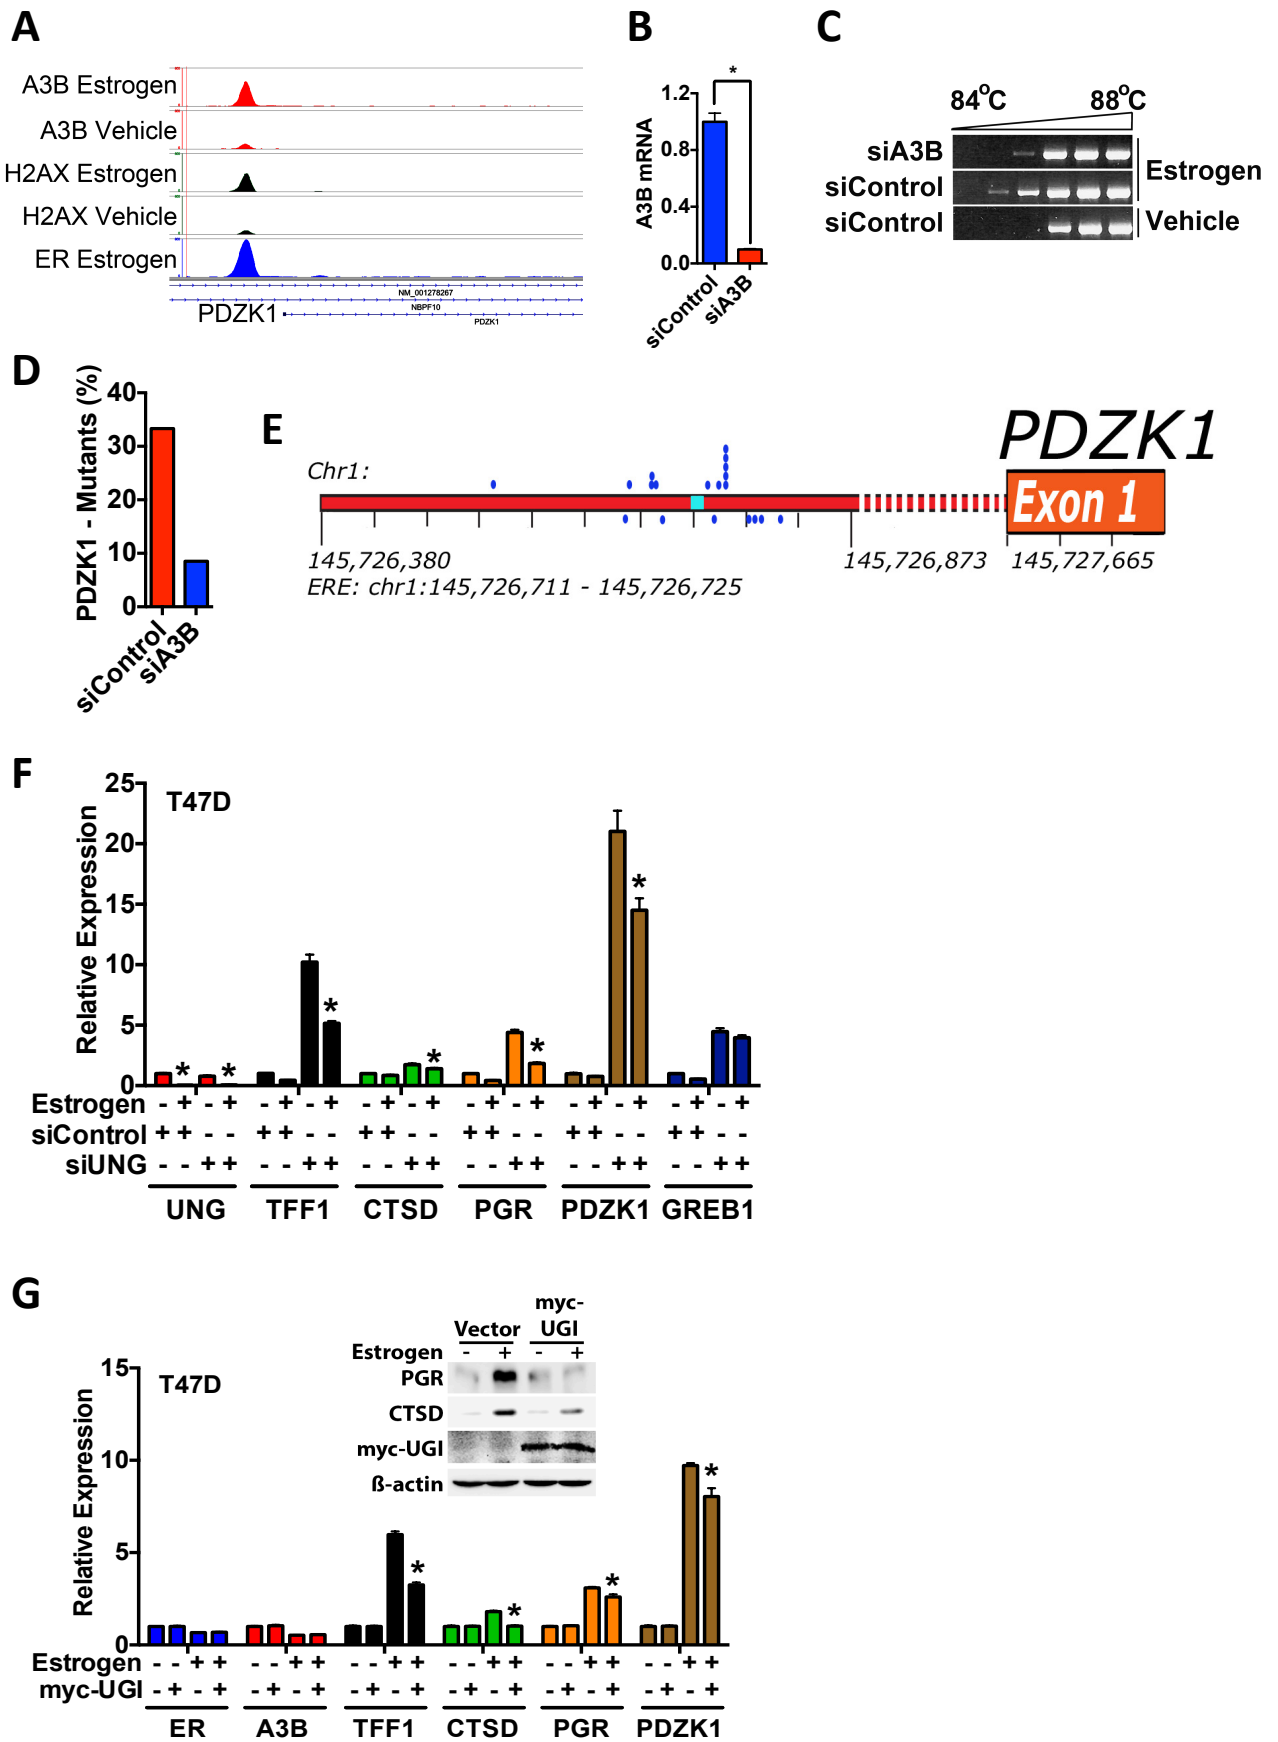 A
A3B Estrogen
A3B Vehicle
H2AX Estrogen
H2AX Vehicle
ER Estrogen
NM_001278267
NBPF10
PDZK1
PDZK1
B
*
A3B mRNA
1.2
0.8
0.4
0.0
siControl
siA3B
C
84°C 88°C
siA3B
siControl
siControl
Estrogen
Vehicle
D
PDZK1 - Mutants (%)
40
30
20
10
0
siControl
siA3B
E
PDZK1
Chr1:
Exon 1
145,726,380 145,726,873 145,727,665
ERE: chr1:145,726,711 - 145,726,725
F
T47D
Relative Expression
25
20
15
10
5
0
* * * * * *
Estrogen - + - + - + - + - + - + - + - + - + - + - + - +
siControl + + - - + + - - + + - - + + - - + + - - + + - -
siUNG - - + + - - + + - - + + - - + + - - + + - - + +
UNG TFF1 CTSD PGR PDZK1 GREB1
G
T47D
Vector myc-UGI
Estrogen - + - +
PGR
CTSD
myc-UGI
ß-actin
Relative Expression
15
10
5
0
* * * *
Estrogen - - + + - - + + - - + + - - + + - - + + - - + +
myc-UGI - + - + - + - + - + - + - + - + - + - + - + - +
ER A3B TFF1 CTSD PGR PDZK1